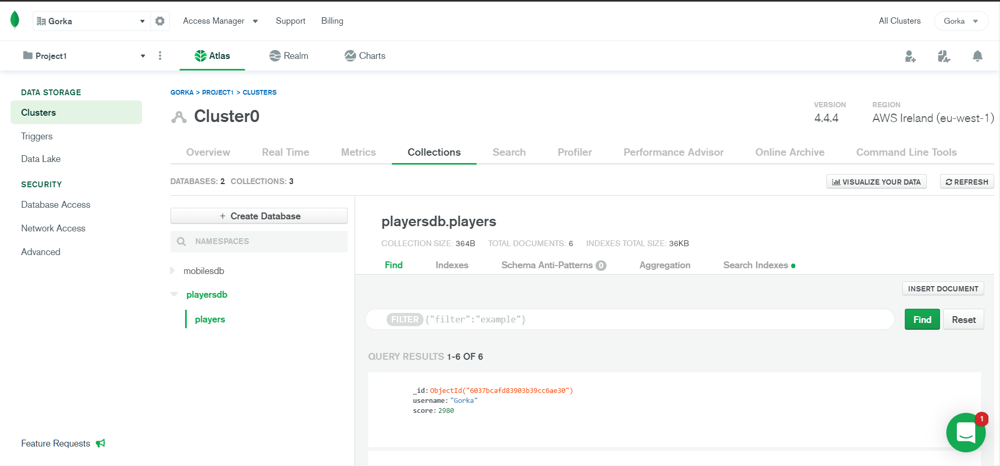 Gorka
Access Manager
Support
Billing
All Clusters
Gorka
Project1
Atlas
Realm
Charts
DATA STORAGE
Clusters
Triggers
Data Lake
SECURITY
Database Access
Network Access
Advanced
Feature Requests
GORKA > PROJECT1 > CLUSTERS
Cluster0
VERSION
4.4.4
REGION
AWS Ireland (eu-west-1)
Overview
Real Time
Metrics
Collections
Search
Profiler
Performance Advisor
Online Archive
Command Line Tools
DATABASES: 2 COLLECTIONS: 3
VISUALIZE YOUR DATA
REFRESH
+ Create Database
NAMESPACES
mobilesdb
playersdb
players
playersdb.players
COLLECTION SIZE: 364B TOTAL DOCUMENTS: 6 INDEXES TOTAL SIZE: 36KB
Find
Indexes
Schema Anti-Patterns 0
Aggregation
Search Indexes
INSERT DOCUMENT
FILTER {"filter":"example"}
Find
Reset
QUERY RESULTS 1-6 OF 6
_id: ObjectId("6037bcafd83903b39cc6ae30")
username: "Gorka"
score: 2980
1